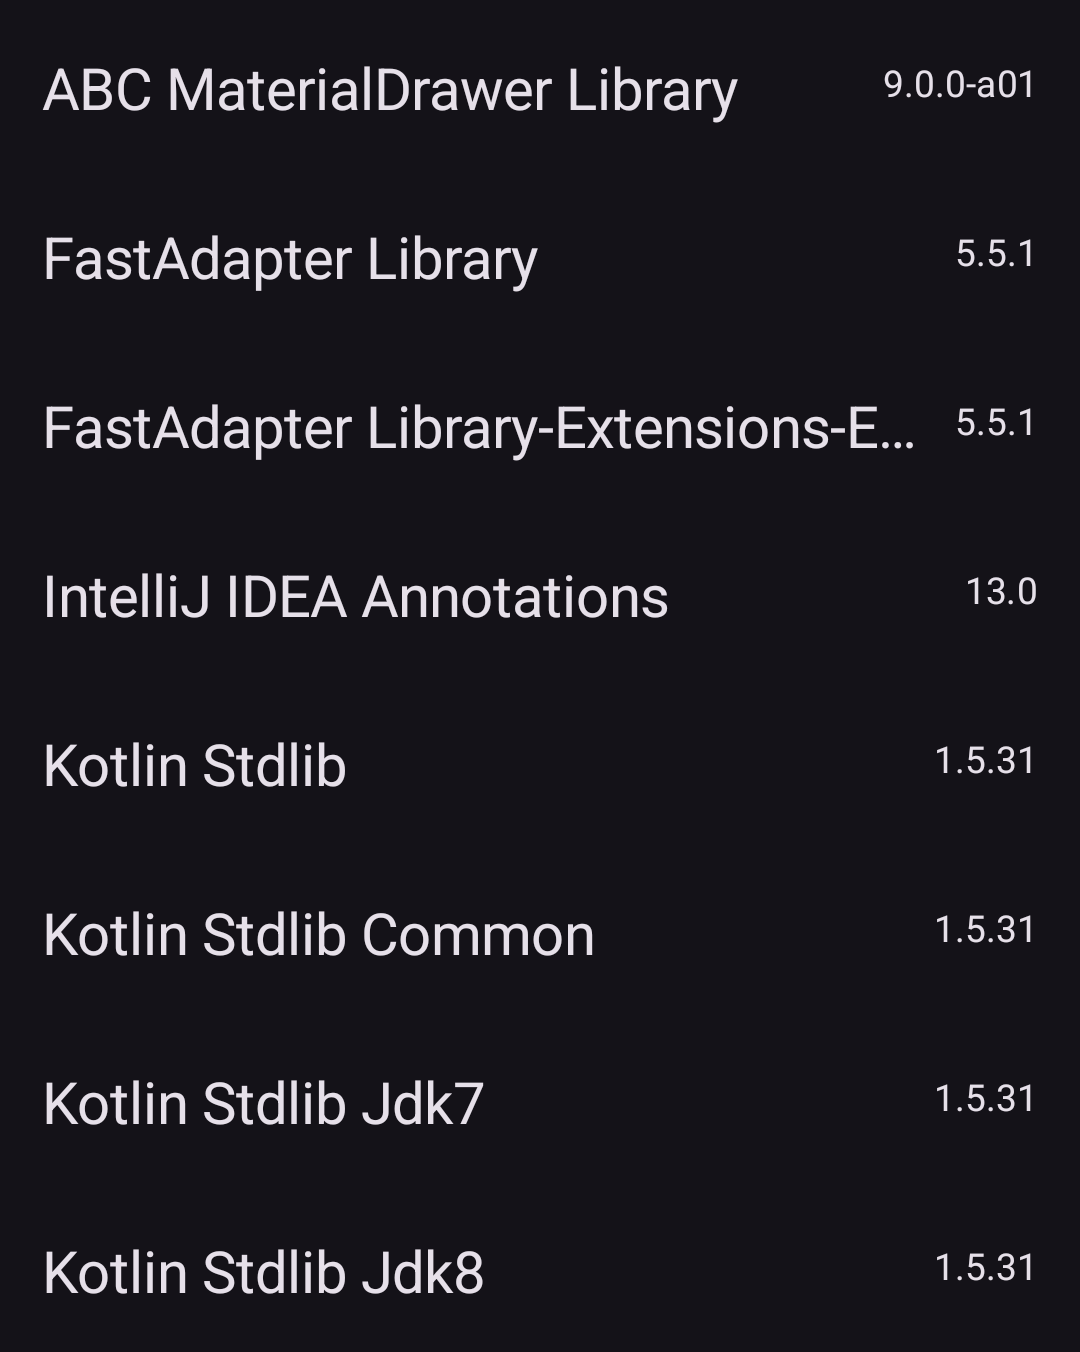 ABC MaterialDrawer Library 9.0.0-a01
FastAdapter Library 5.5.1
FastAdapter Library-Extensions-E... 5.5.1
IntelliJ IDEA Annotations 13.0
Kotlin Stdlib 1.5.31
Kotlin Stdlib Common 1.5.31
Kotlin Stdlib Jdk7 1.5.31
Kotlin Stdlib Jdk8 1.5.31